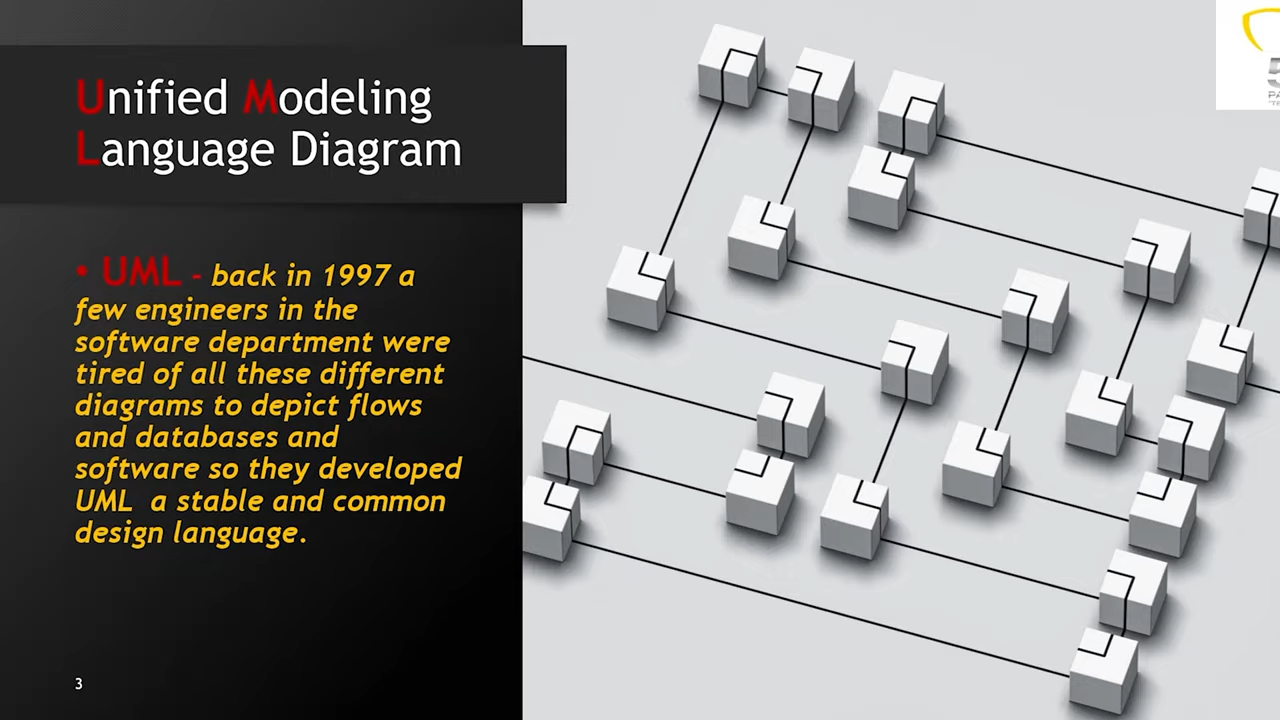 Unified Modeling
Language Diagram
• UML - back in 1997 a
few engineers in the
software department were
tired of all these different
diagrams to depict flows
and databases and
software so they developed
UML a stable and common
design language.
3
5